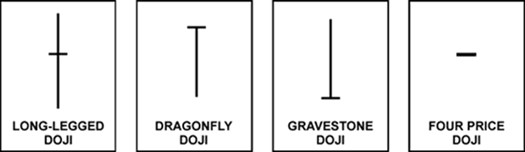 LONG-LEGGED
DOJI
DRAGONFLY
DOJI
GRAVESTONE
DOJI
FOUR PRICE
DOJI